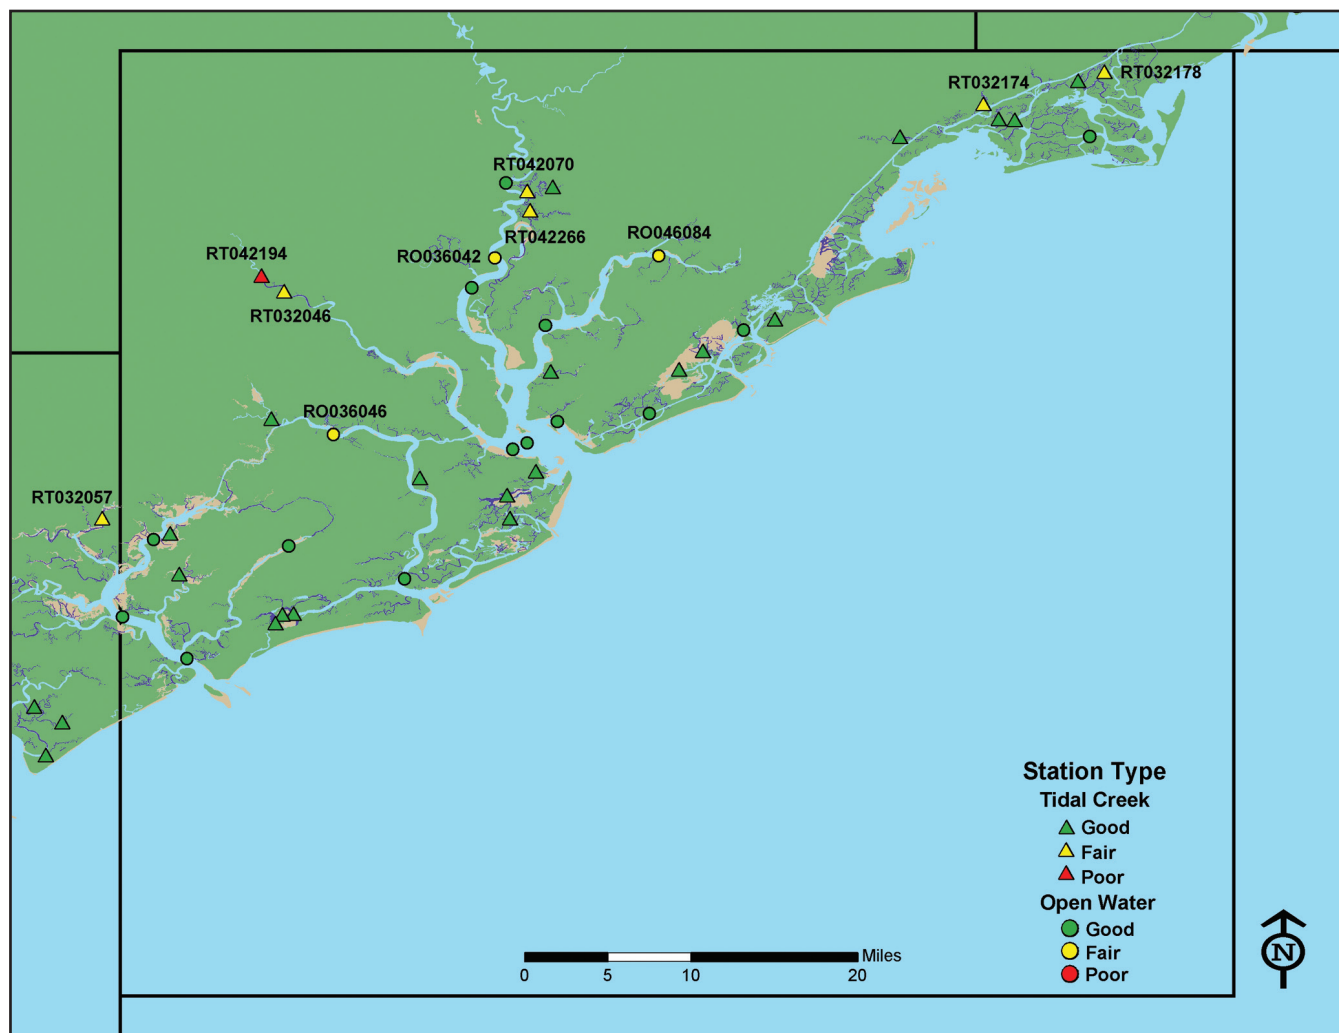 RT032178
RT032174
RT042070
RT042266
RO046084
RO036042
RT042194
RT032046
RO036046
RT032057
Station Type
Tidal Creek
Good
Fair
Poor
Open Water
Good
Fair
Poor
Miles
0 5 10 20
N